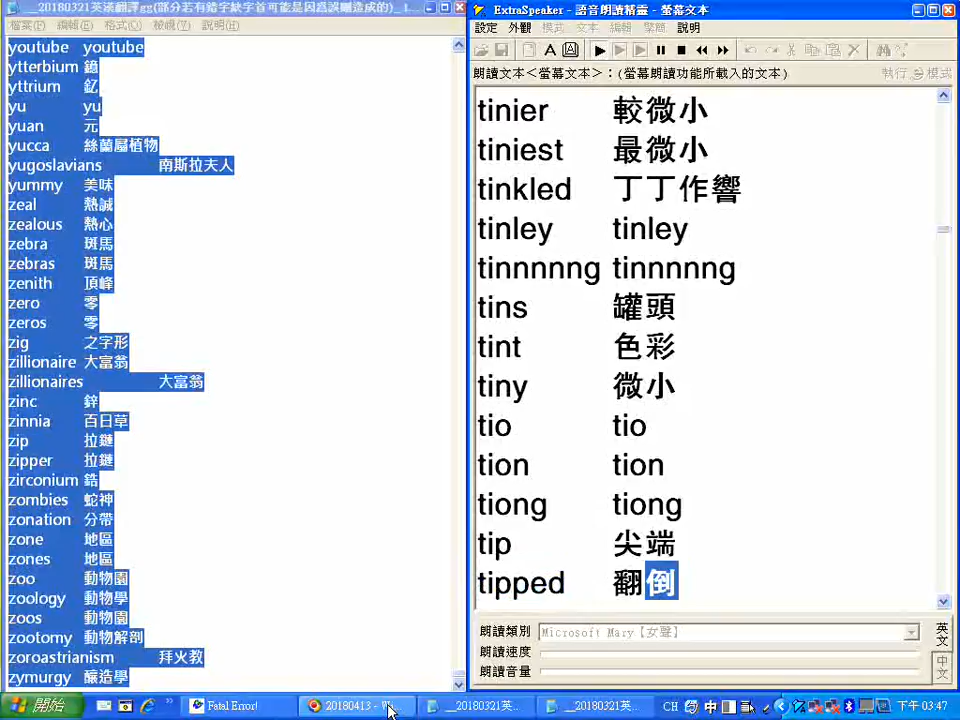 __20180321英漢翻譯gg(部分若有錯字缺字首可能是因爲誤刪造成的)_1...
檔案(F) 編輯(E) 格式(O) 檢視(V) 說明(H)
youtube youtube
ytterbium 鐿
yttrium 釔
yu yu
yuan 元
yucca 絲蘭屬植物
yugoslavians 南斯拉夫人
yummy 美味
zeal 熱誠
zealous 熱心
zebra 斑馬
zebras 斑馬
zenith 頂峰
zero 零
zeros 零
zig 之字形
zillionaire 大富翁
zillionaires 大富翁
zinc 鋅
zinnia 百日草
zip 拉鏈
zipper 拉鏈
zirconium 鋯
zombies 蛇神
zonation 分帶
zone 地區
zones 地區
zoo 動物園
zoology 動物學
zoos 動物園
zootomy 動物解剖
zoroastrianism 拜火教
zymurgy 釀造學
ExtraSpeaker - 語音朗讀精靈 - 螢幕文本
設定 外觀 模式 文本 編輯 繁簡 說明
朗讀文本<螢幕文本>：(螢幕朗讀功能所載入的文本)
執行 模式
tinier 較微小
tiniest 最微小
tinkled 丁丁作響
tinley tinley
tinnnnng tinnnnng
tins 罐頭
tint 色彩
tiny 微小
tio tio
tion tion
tiong tiong
tip 尖端
tipped 翻倒
朗讀類別 Microsoft Mary【女聲】
朗讀速度
朗讀音量
英文
中文
開始
Fatal Error!
20180413 - W...
__20180321英...
__20180321英...
CH 中
下午 03:47